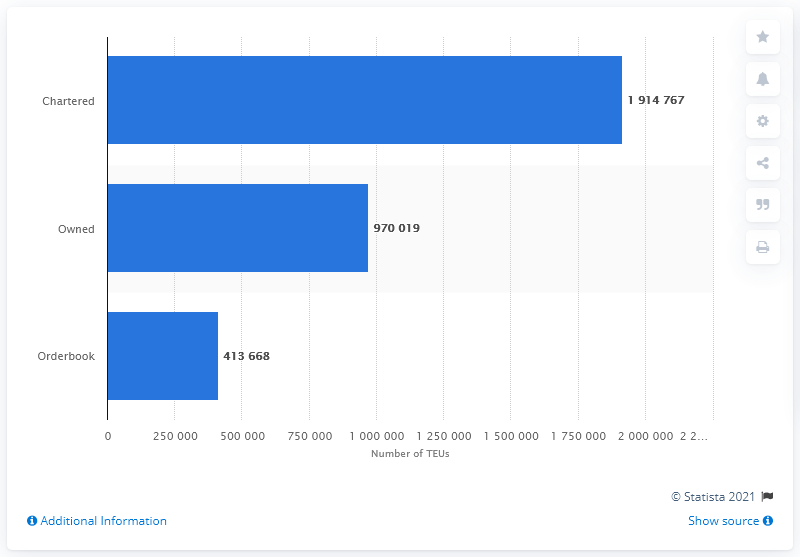 Chartered
1 914 767
Owned
970 019
Orderbook
413 668
0 250 000 500 000 750 000 1 000 000 1 250 000 1 500 000 1 750 000 2 000 000 2 2…
Number of TEUs
© Statista 2021
Additional Information
Show source